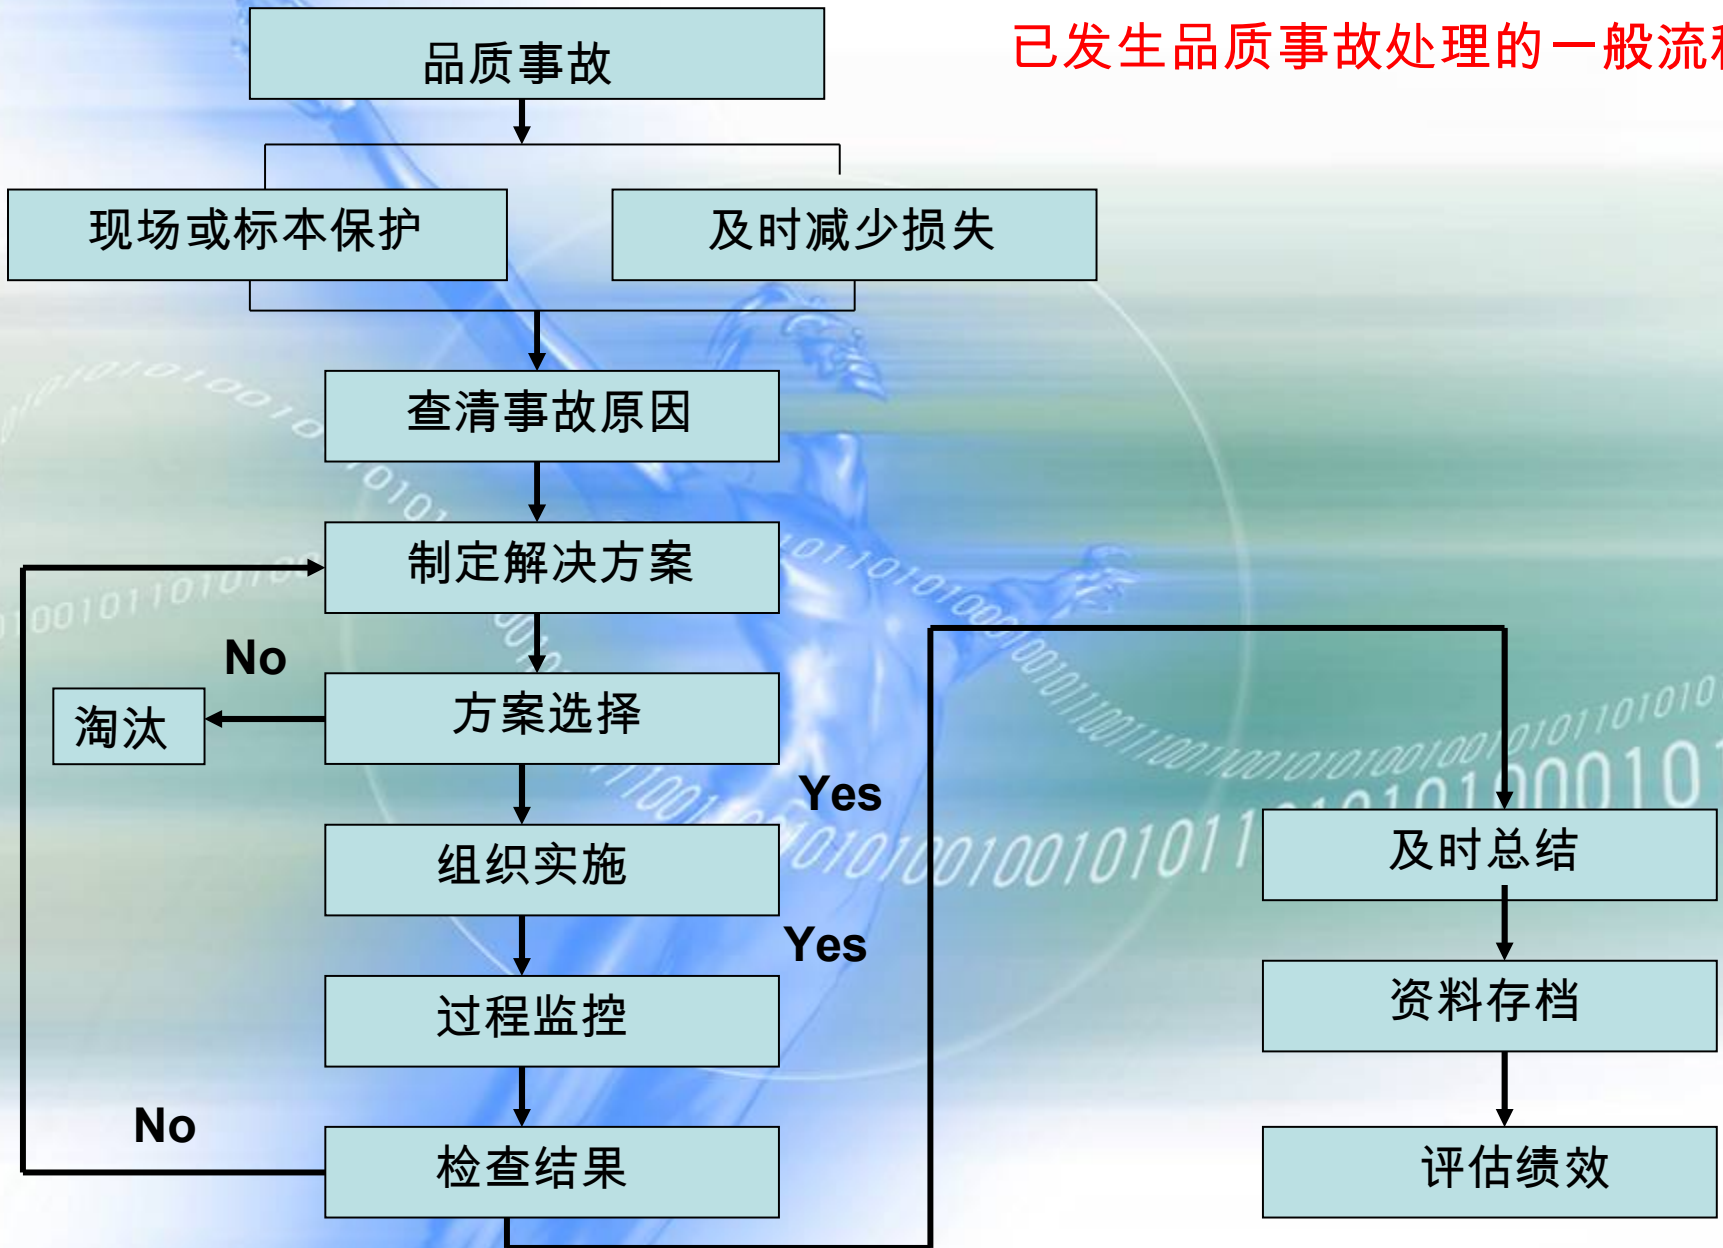 已发生品质事故处理的一般流程
品质事故
现场或标本保护
及时减少损失
查清事故原因
制定解决方案
No
方案选择
淘汰
Yes
组织实施
及时总结
Yes
过程监控
资料存档
No
检查结果
评估绩效